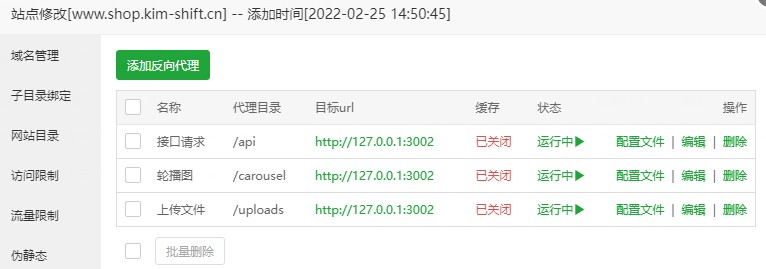 站点修改[www.shop.kim-shift.cn] -- 添加时间[2022-02-25 14:50:45]
域名管理
子目录绑定
网站目录
访问限制
流量限制
伪静态
添加反向代理
名称 代理目录 目标url 缓存 状态 操作
接口请求 /api http://127.0.0.1:3002 已关闭 运行中 配置文件 | 编辑 | 删除
轮播图 /carousel http://127.0.0.1:3002 已关闭 运行中 配置文件 | 编辑 | 删除
上传文件 /uploads http://127.0.0.1:3002 已关闭 运行中 配置文件 | 编辑 | 删除
批量删除